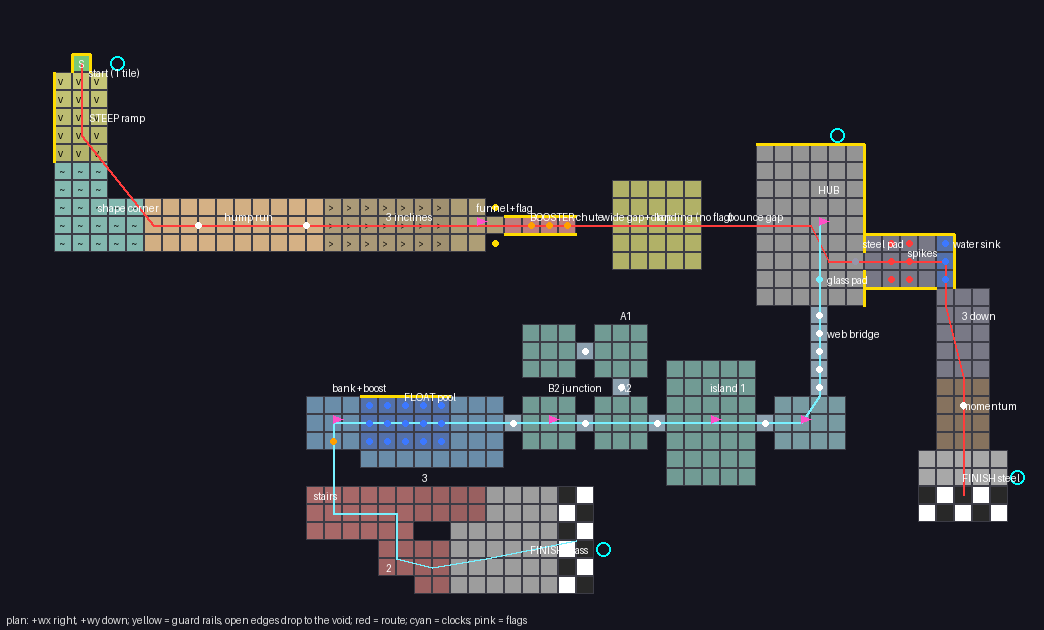 S
start (1 tile)
v v v
v v v
STEEP ramp
v v v
v v v
v v v
~ ~ ~
~ ~ ~
HUB
shape corner
hump run
3 inclines
funnel+flag
BOOSTER chute
wide gap+dip
landing (no flag)
bounce gap
> > > > > > >
> > > > > > >
> > > > > > >
~ ~ ~ ~ ~
~ ~ ~ ~ ~
~ ~ ~ ~ ~
steel pad
spikes
water sink
glass pad
A1
3 down
web bridge
bank+boost
FLOAT pool
B2 junction
A2
island 1
momentum
3
stairs
FINISH steel
FINISH glass
2
plan: +wx right, +wy down; yellow = guard rails, open edges drop to the void; red = route; cyan = clocks; pink = flags